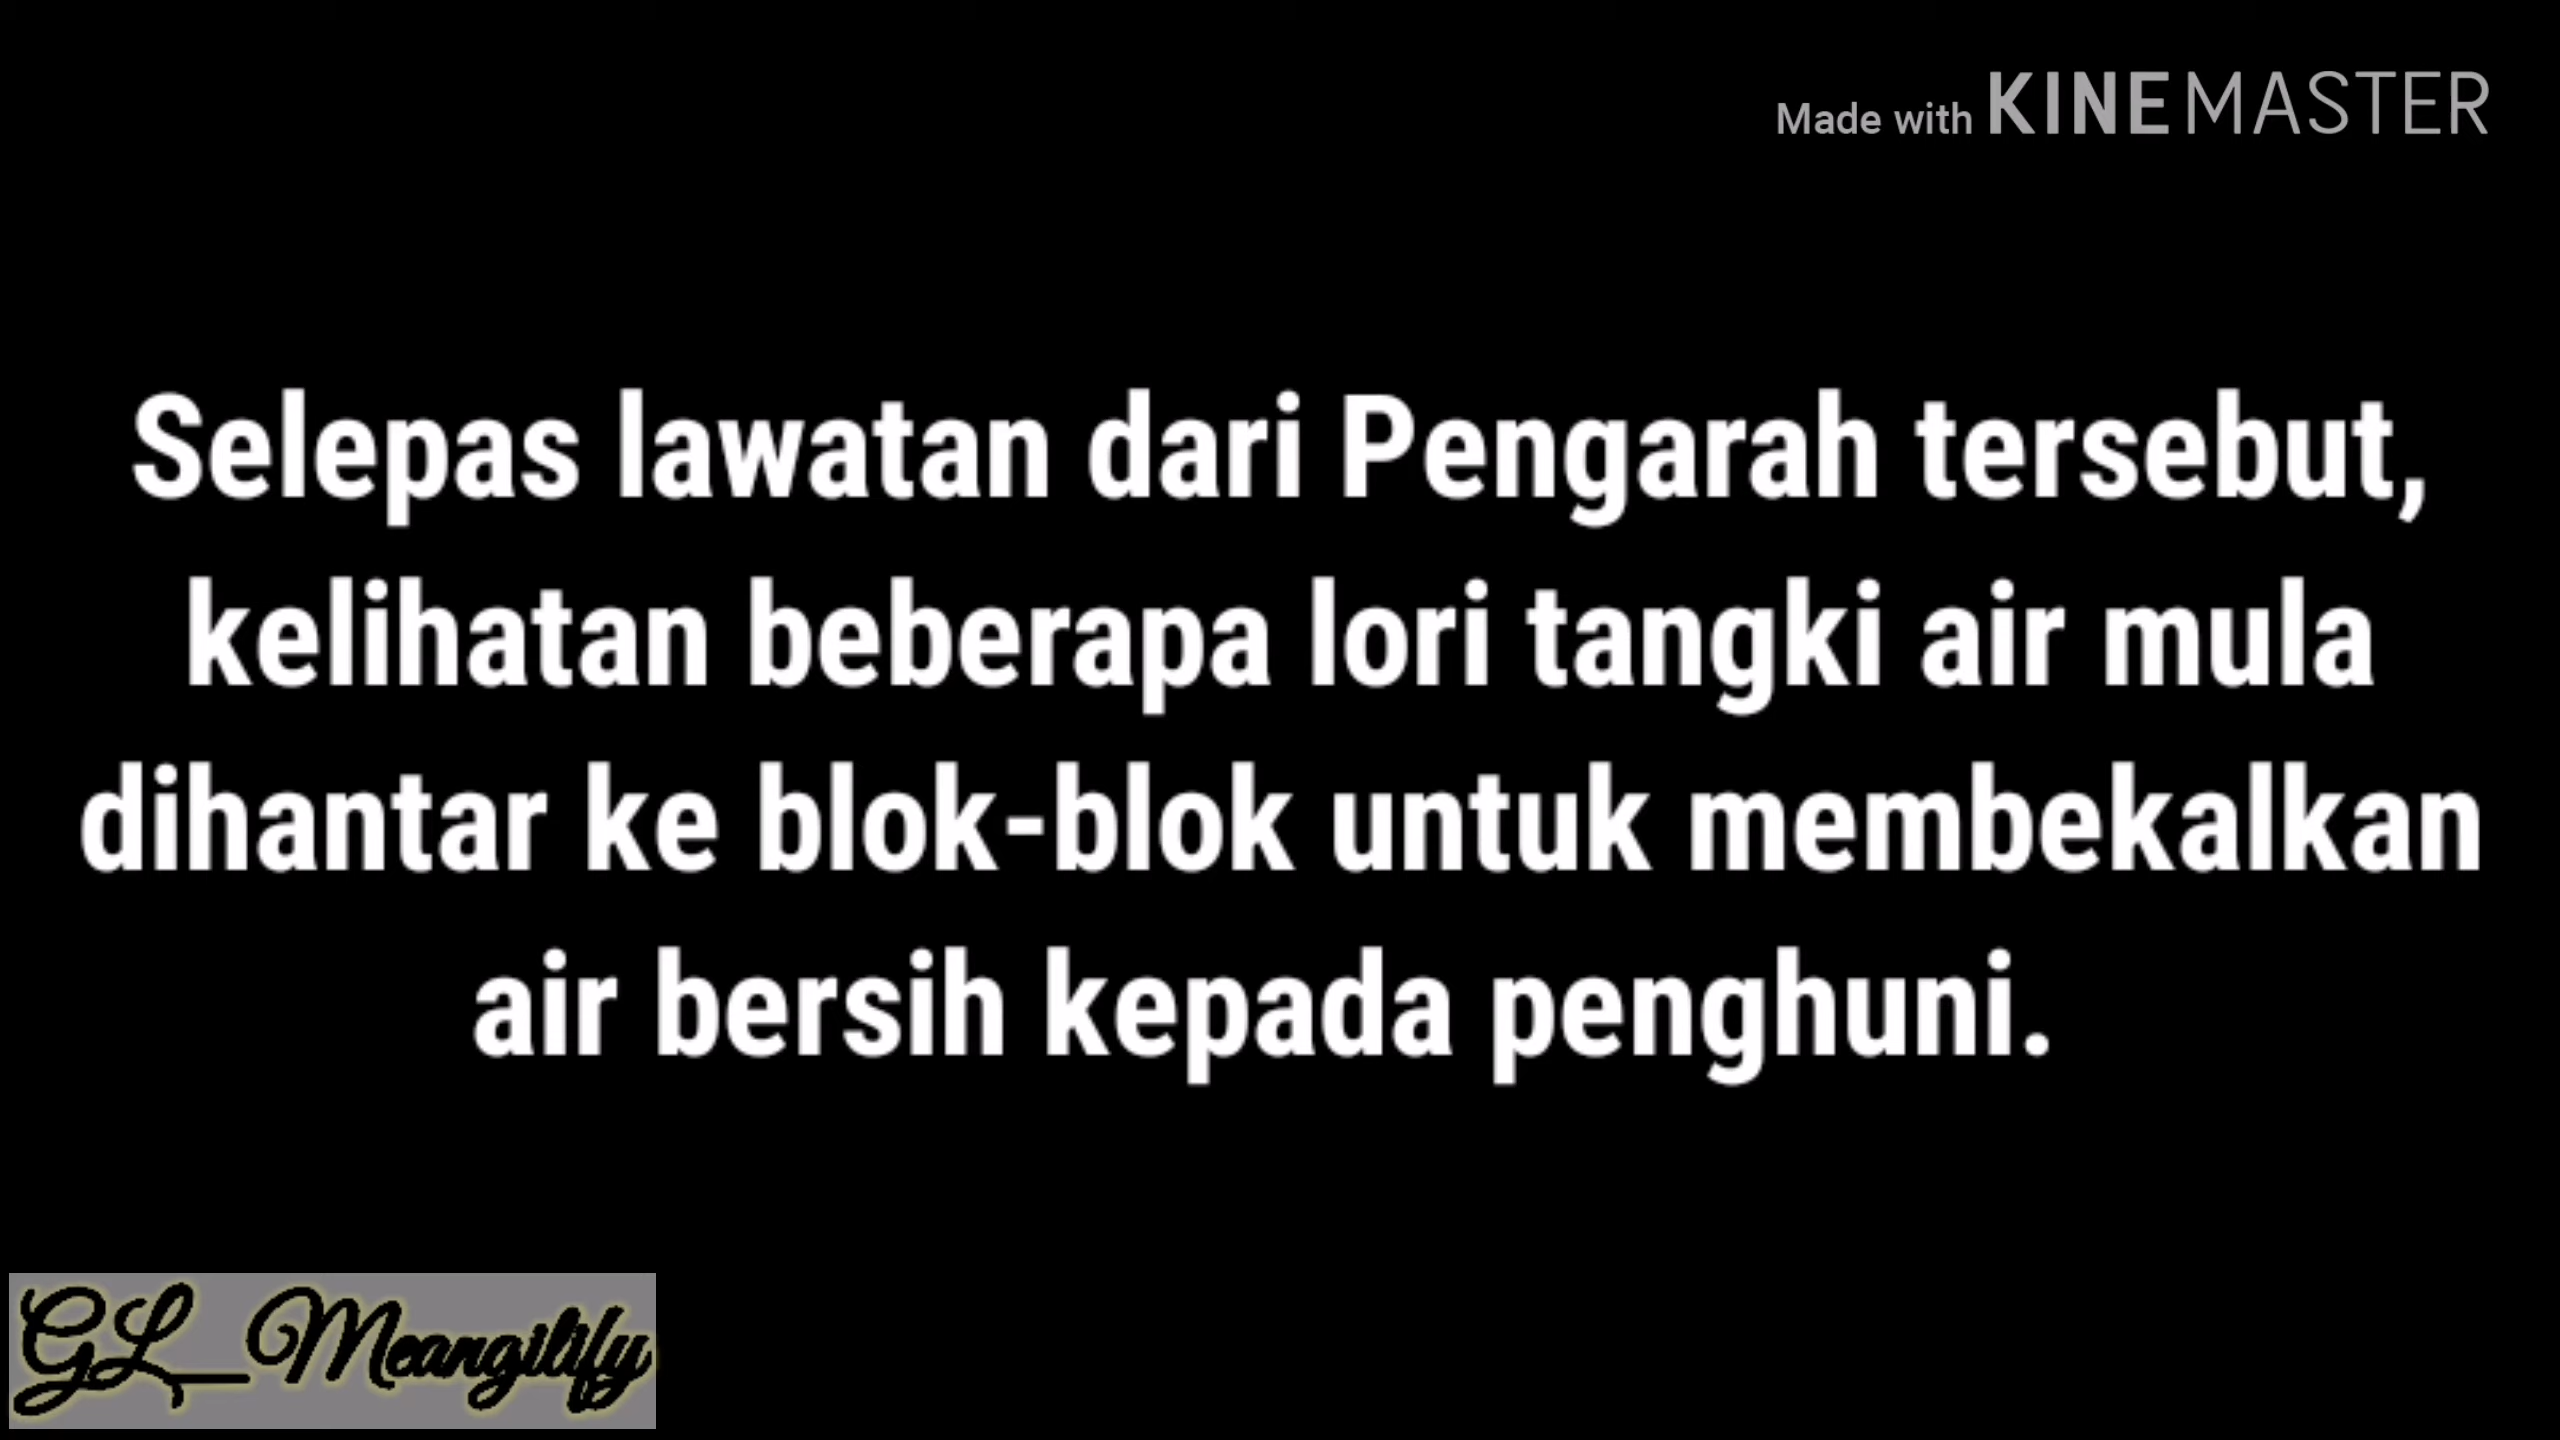 Made with KINEMASTER
Selepas lawatan dari Pengarah tersebut,
kelihatan beberapa lori tangki air mula
dihantar ke blok-blok untuk membekalkan
air bersih kepada penghuni.
GL_Meangilify